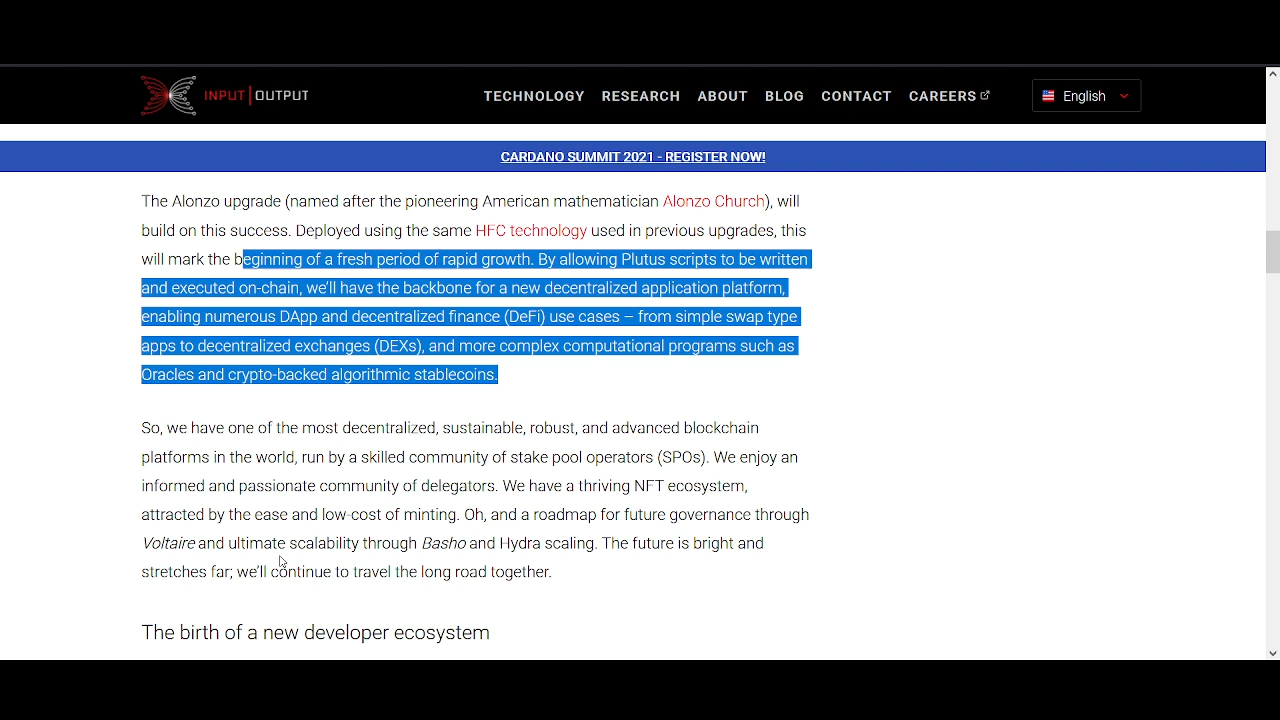 INPUT | OUTPUT
TECHNOLOGY RESEARCH ABOUT BLOG CONTACT CAREERS
English
CARDANO SUMMIT 2021 - REGISTER NOW!
The Alonzo upgrade (named after the pioneering American mathematician Alonzo Church), will
build on this success. Deployed using the same HFC technology used in previous upgrades, this
will mark the beginning of a fresh period of rapid growth. By allowing Plutus scripts to be written
and executed on-chain, we’ll have the backbone for a new decentralized application platform,
enabling numerous DApp and decentralized finance (DeFi) use cases – from simple swap type
apps to decentralized exchanges (DEXs), and more complex computational programs such as
Oracles and crypto-backed algorithmic stablecoins.
So, we have one of the most decentralized, sustainable, robust, and advanced blockchain
platforms in the world, run by a skilled community of stake pool operators (SPOs). We enjoy an
informed and passionate community of delegators. We have a thriving NFT ecosystem,
attracted by the ease and low-cost of minting. Oh, and a roadmap for future governance through
Voltaire and ultimate scalability through Basho and Hydra scaling. The future is bright and
stretches far; we’ll continue to travel the long road together.
The birth of a new developer ecosystem